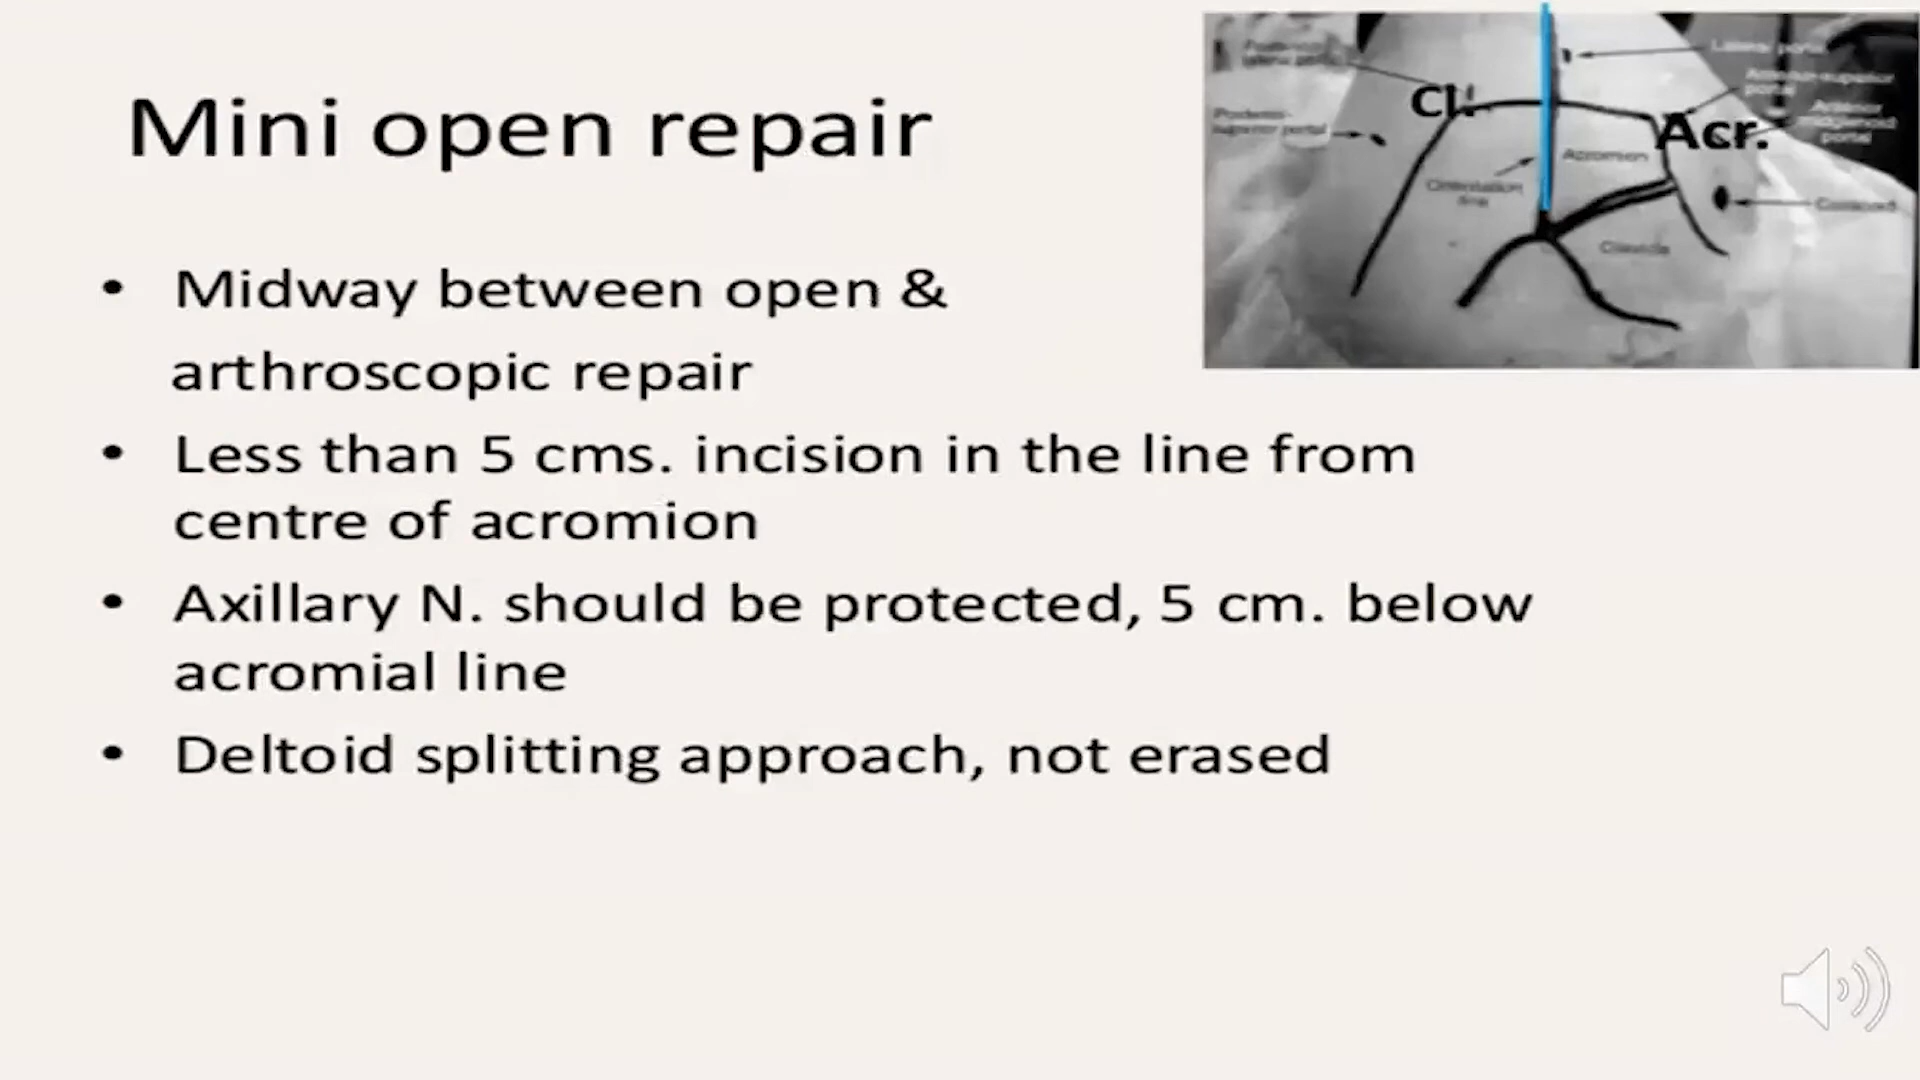 Mini open repair
Cl.
Acr.
Acromion
Clavicle
• Midway between open &
arthroscopic repair
• Less than 5 cms. incision in the line from
centre of acromion
• Axillary N. should be protected, 5 cm. below
acromial line
• Deltoid splitting approach, not erased